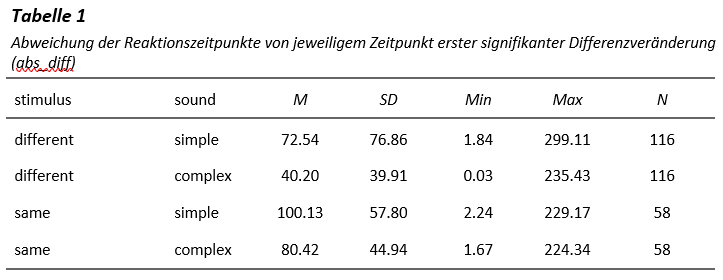 Tabelle 1
Abweichung der Reaktionszeitpunkte von jeweiligem Zeitpunkt erster signifikanter Differenzveränderung
(abs_diff)
stimulus sound M SD Min Max N
different simple 72.54 76.86 1.84 299.11 116
different complex 40.20 39.91 0.03 235.43 116
same simple 100.13 57.80 2.24 229.17 58
same complex 80.42 44.94 1.67 224.34 58